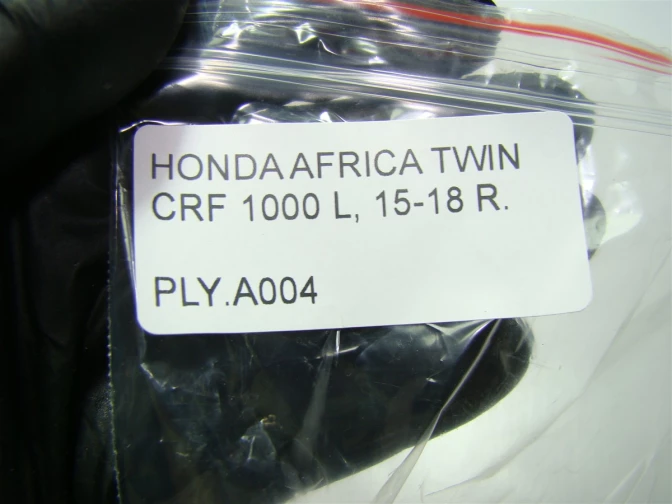 HONDA AFRICA TWIN
CRF 1000 L, 15-18 R.
PLY.A004